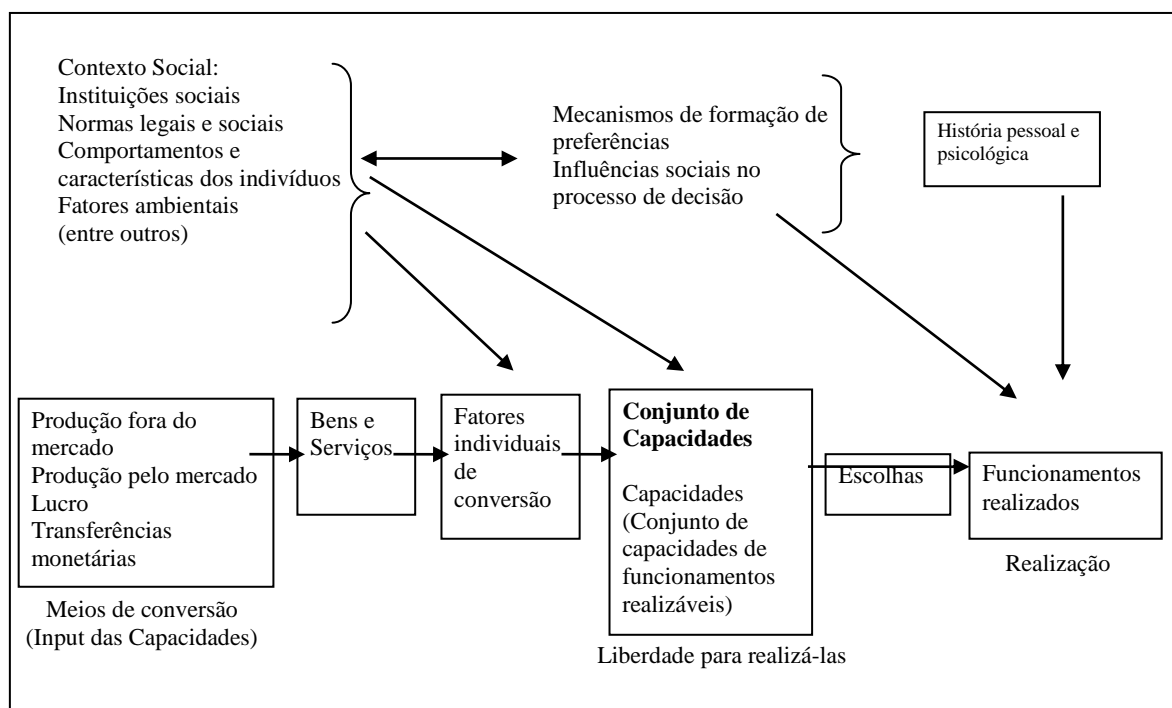 Contexto Social:
Instituições sociais
Normas legais e sociais
Comportamentos e
características dos indivíduos
Fatores ambientais
(entre outros)
Mecanismos de formação de
preferências
Influências sociais no
processo de decisão
História pessoal e
psicológica
Produção fora do
mercado
Produção pelo mercado
Lucro
Transferências
monetárias
Meios de conversão
(Input das Capacidades)
Bens e
Serviços
Fatores
individuais
de
conversão
Conjunto de
Capacidades
Capacidades
(Conjunto de
capacidades de
funcionamentos
realizáveis)
Liberdade para realizá-las
Escolhas
Funcionamentos
realizados
Realização